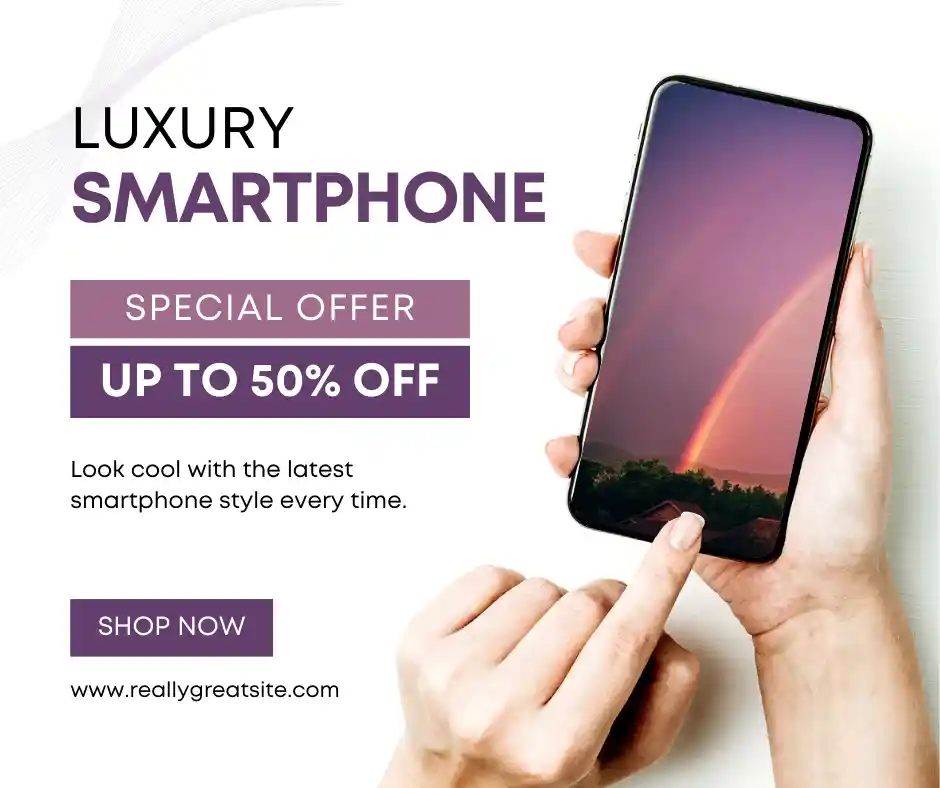 LUXURY
SMARTPHONE
SPECIAL OFFER
UP TO 50% OFF
Look cool with the latest
smartphone style every time.
SHOP NOW
www.reallygreatsite.com